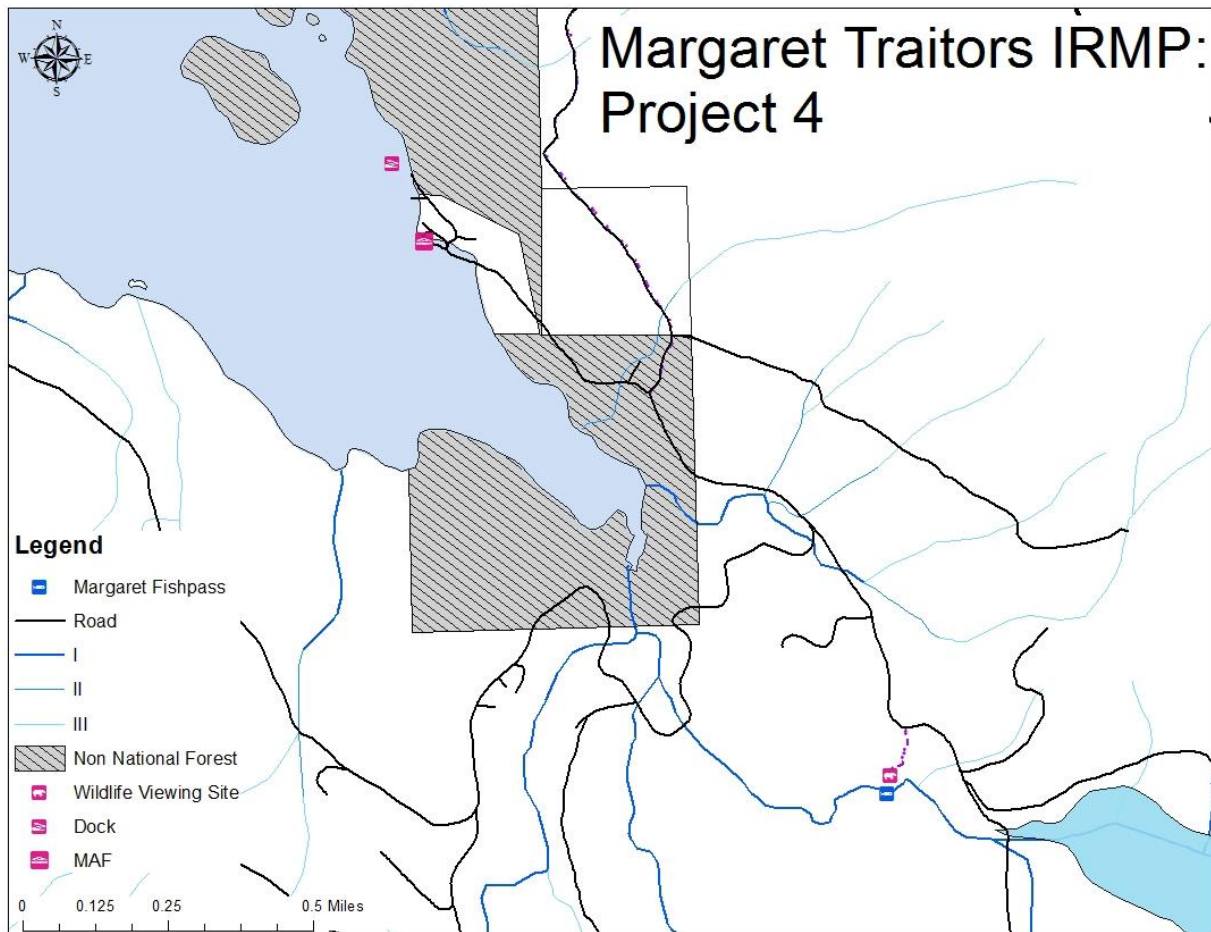 N
W E
S
Margaret Traitors IRMP:
Project 4
Legend
Margaret Fishpass
Road
I
II
III
Non National Forest
Wildlife Viewing Site
Dock
MAF
0 0.125 0.25 0.5 Miles